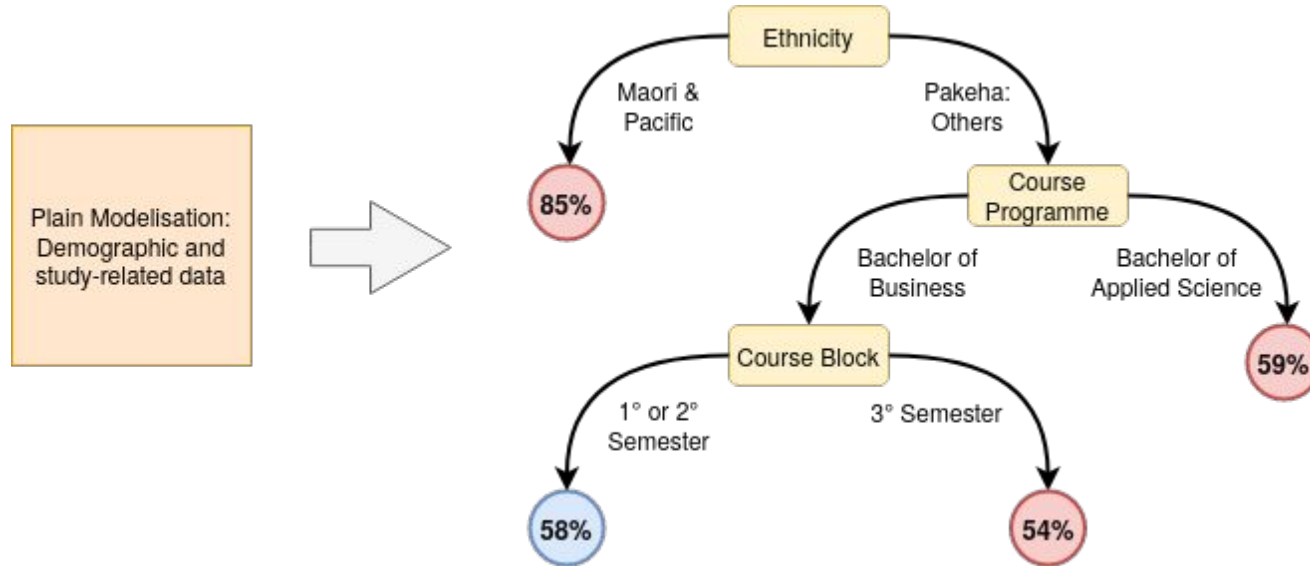 Ethnicity
Maori &
Pacific
Pakeha:
Others
85%
Course
Programme
Plain Modelisation:
Demographic and
study-related data
Bachelor of
Business
Bachelor of
Applied Science
Course Block
59%
1° or 2°
Semester
3° Semester
58%
54%